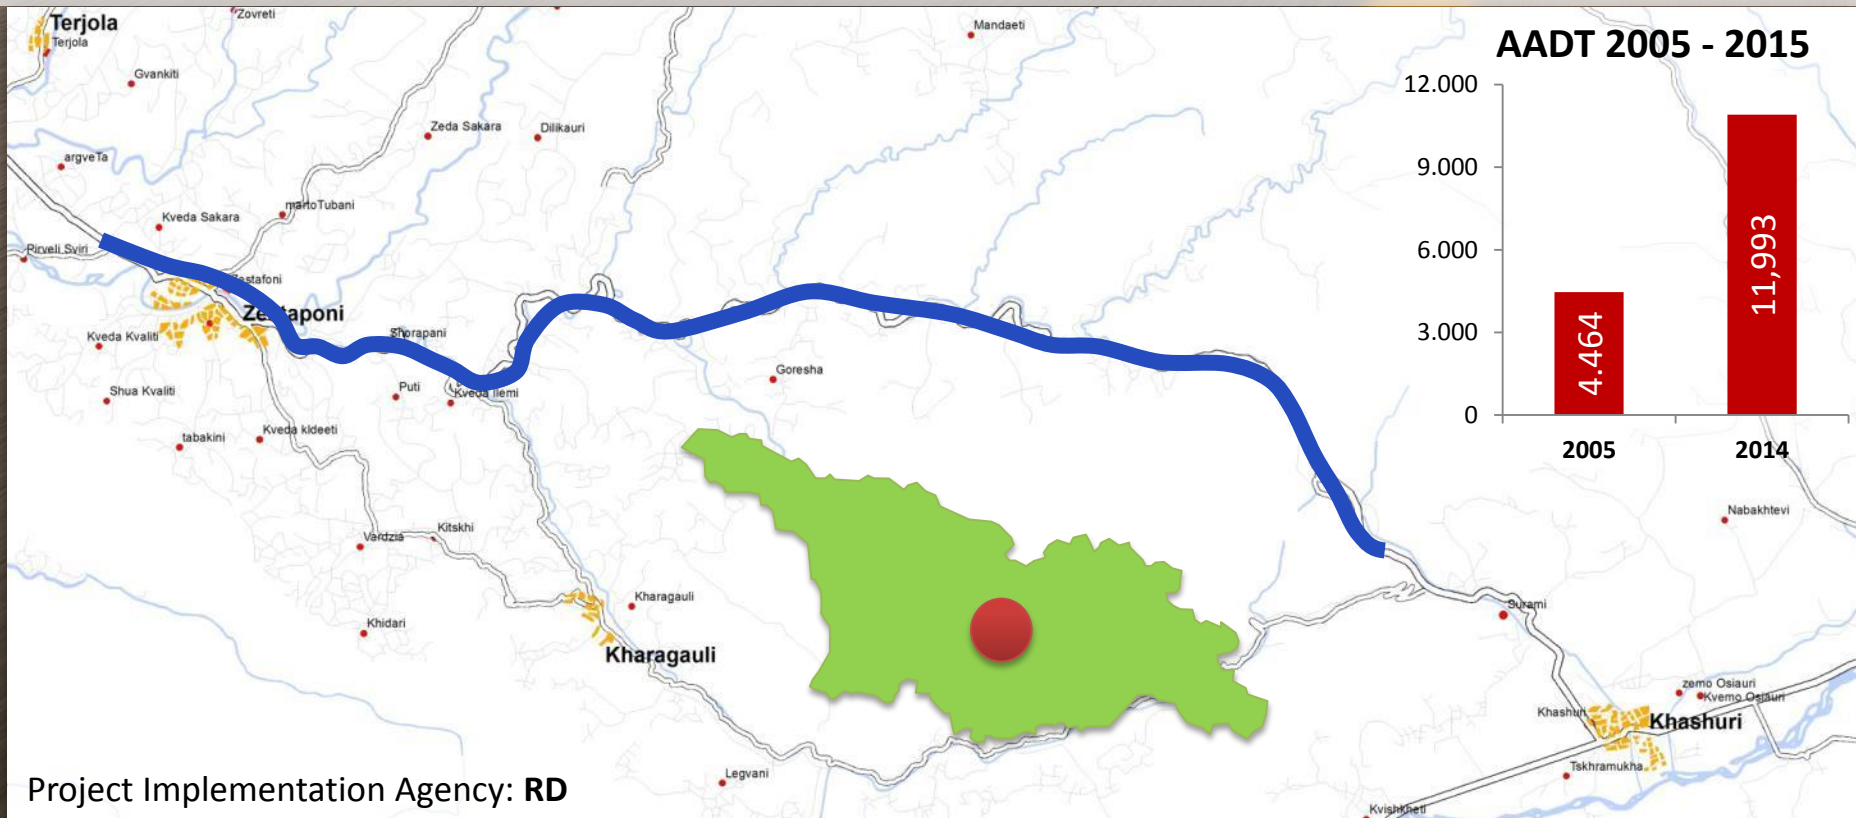 Zovreti
Terjola
Terjola
Mandaeti
Gvankiti
Zeda Sakara
Dilikauri
argveTa
martoTubani
Kveda Sakara
Pirveli Sviri
Zestafoni
Zestaponi
Shorapani
Kveda Kvaliti
Goresha
Puti
Kveda Ilemi
Shua Kvaliti
Kveda kldeeti
tabakini
Kitskhi
Vardzia
Kharagauli
Khidari
Kharagauli
Legvani
Nabakhtevi
Surami
zemo Osiauri
Kvemo Osiauri
Khashuri
Khashuri
Tskhramukha
Kvishkheti
AADT 2005 - 2015
12.000
9.000
6.000
3.000
0
4.464
11,993
2005
2014
Project Implementation Agency: RD